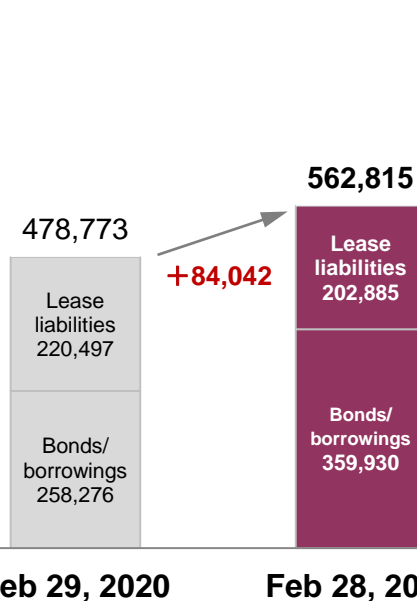 562,815
478,773
+84,042
Lease
liabilities
202,885
Lease
liabilities
220,497
Bonds/
borrowings
359,930
Bonds/
borrowings
258,276
eb 29, 2020
Feb 28, 20